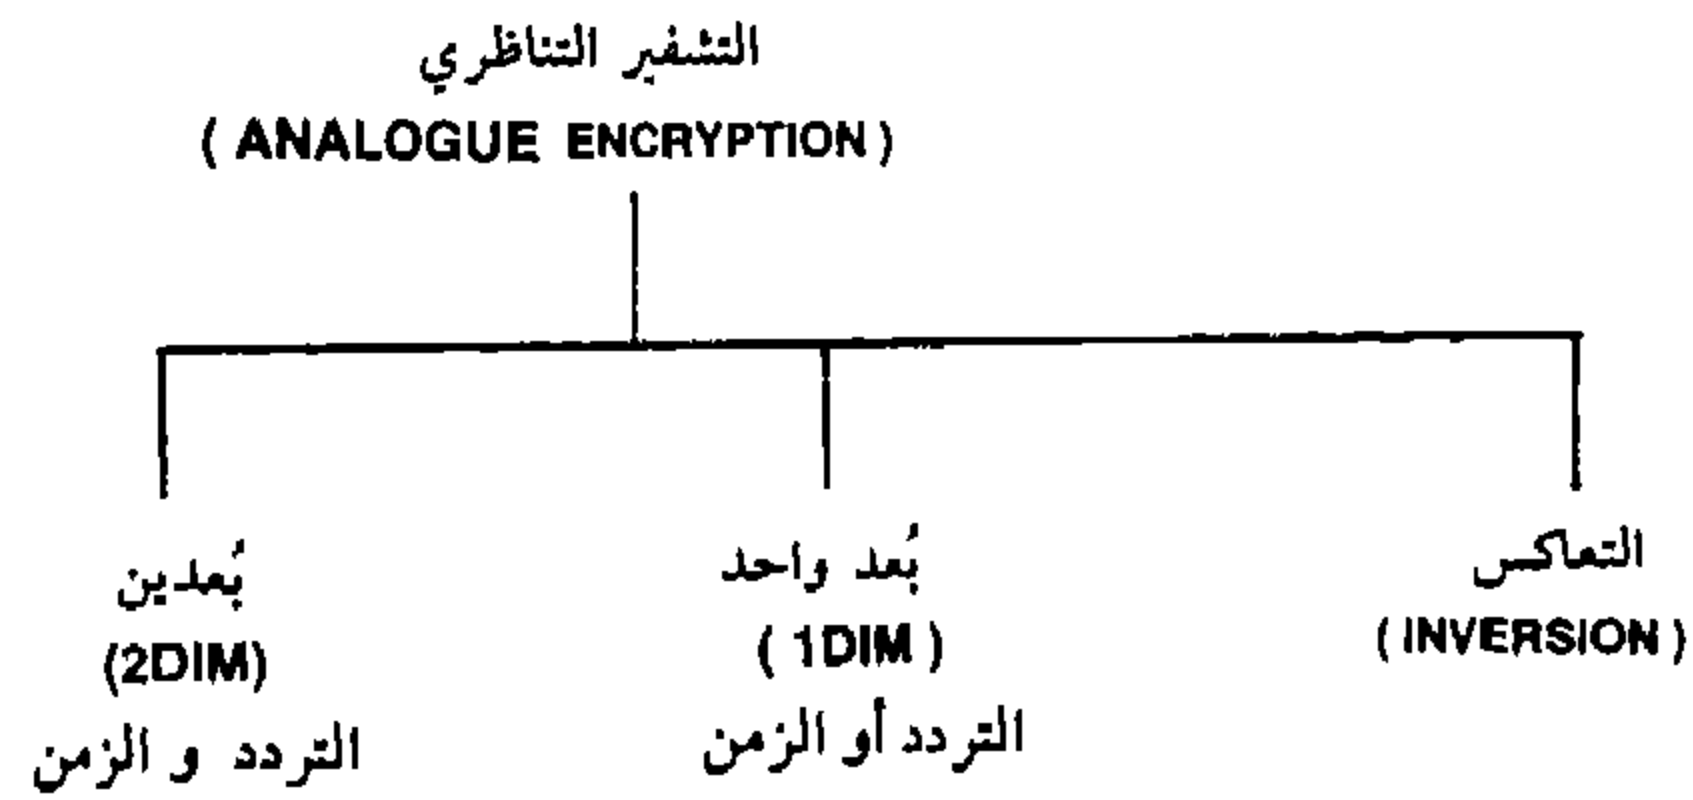 التشفير التناظري
( ANALOGUE ENCRYPTION )
التعاكس
( INVERSION )
بُعد واحد
( 1DIM )
التردد أو الزمن
بُعدين
(2DIM)
التردد و الزمن